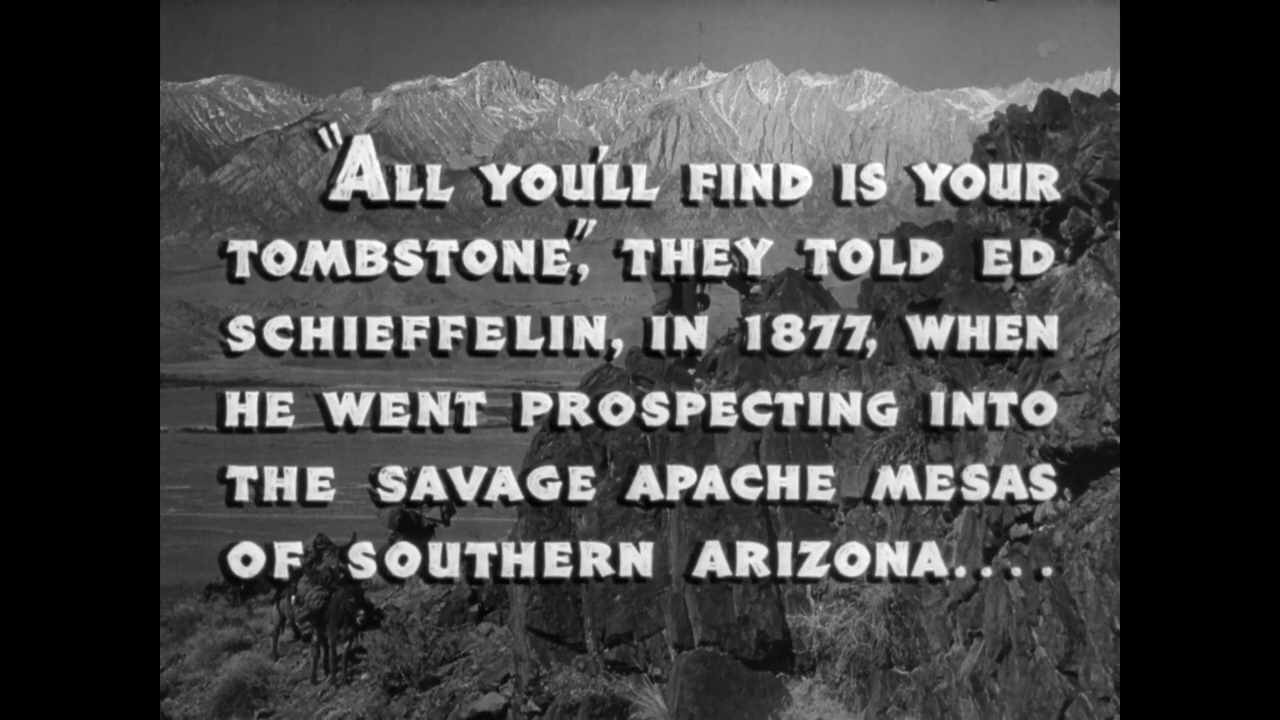 "ALL YOU'LL FIND IS YOUR
TOMBSTONE," THEY TOLD ED
SCHIEFFELIN, IN 1877, WHEN
HE WENT PROSPECTING INTO
THE SAVAGE APACHE MESAS
OF SOUTHERN ARIZONA....